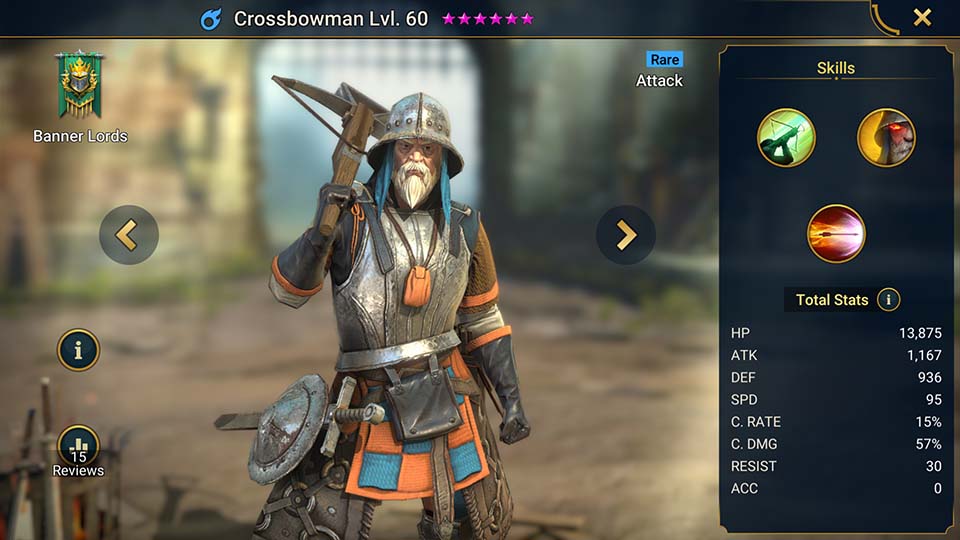 Crossbowman Lvl. 60
Banner Lords
Rare
Attack
15
Reviews
Skills
Total Stats i
HP 13,875
ATK 1,167
DEF 936
SPD 95
C. RATE 15%
C. DMG 57%
RESIST 30
ACC 0